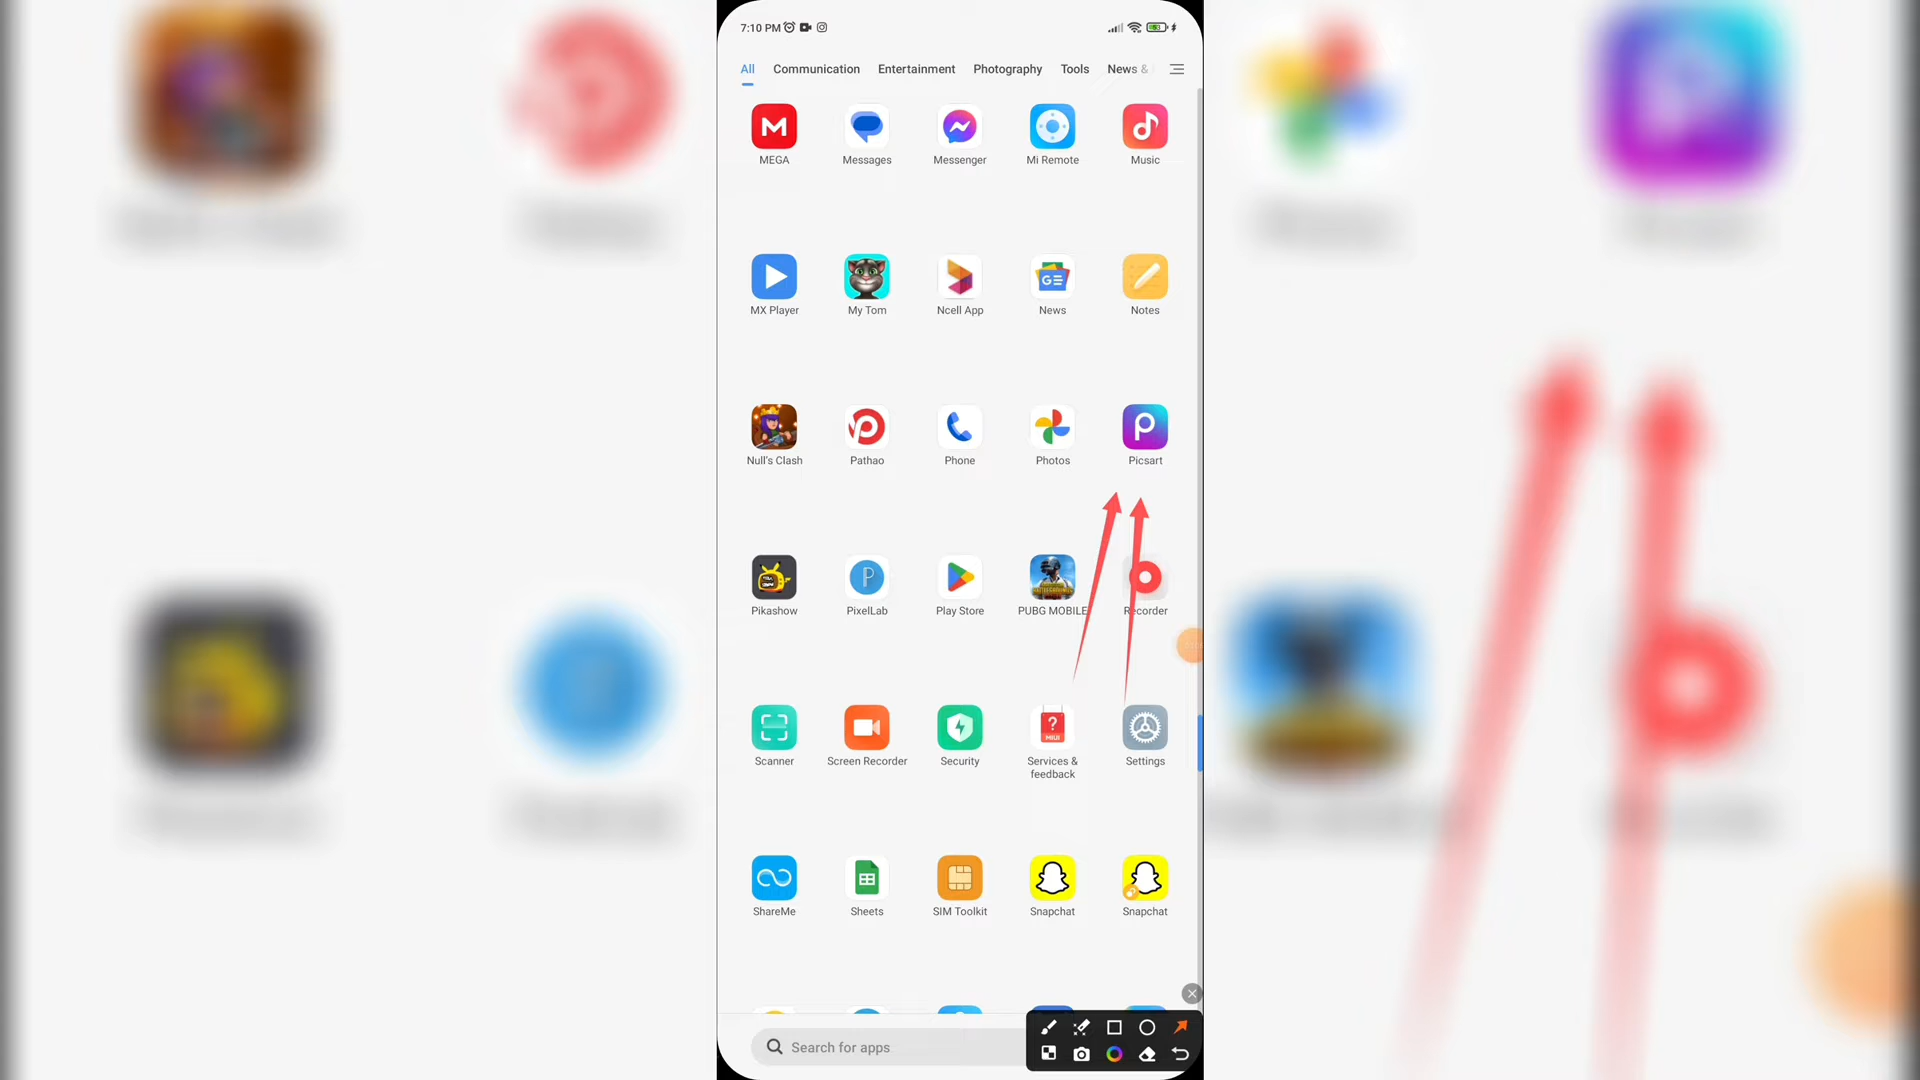 7:10 PM
All Communication Entertainment Photography Tools News &
MEGA Messages Messenger Mi Remote Music
MX Player My Tom Ncell App News Notes
Null's Clash Pathao Phone Photos Picsart
Pikashow PixelLab Play Store PUBG MOBILE Recorder
Scanner Screen Recorder Security Services & feedback Settings
MIUI
ShareMe Sheets SIM Toolkit Snapchat Snapchat
Search for apps